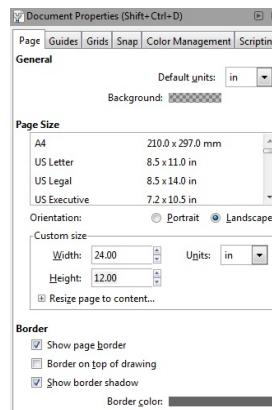 Document Properties (Shift+Ctrl+D)
Page Guides Grids Snap Color Management Scriptin
General
Default units: in
Background:
Page Size
A4 210.0 x 297.0 mm
US Letter 8.5 x 11.0 in
US Legal 8.5 x 14.0 in
US Executive 7.2 x 10.5 in
Orientation: Portrait Landscape
Custom size
Width: 24.00 Units: in
Height: 12.00
Resize page to content...
Border
Show page border
Border on top of drawing
Show border shadow
Border color: